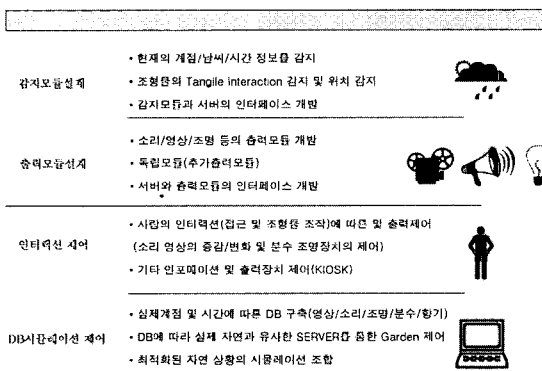 • 현재의 계절/날씨/시간 정보를 감지
감지모듈설계
• 조형물의 Tangile interaction 감지 및 위치 감지
• 감지모듈과 서버의 인터페이스 개발
• 소리/영상/조명 등의 출력모듈 개발
출력모듈설계
• 독립모듈(추가출력모듈)
• 서버와 출력모듈의 인터페이스 개발
• 사람의 인터랙션(접근 및 조형물 조작)에 따른 및 출력제어
인터랙션 제어
(소리 영상의 증감/변화 및 분수 조명장치의 제어)
• 기타 인포메이션 및 출력장치 제어(KIOSK)
• 실제계절 및 시간에 따른 DB 구축(영상/소리/조명/분수/향기)
DB시뮬레이션 제어
• DB에 따라 실제 자연과 유사한 SERVER를 통한 Garden 제어
• 최적화된 자연 상황의 시뮬레이션 조합